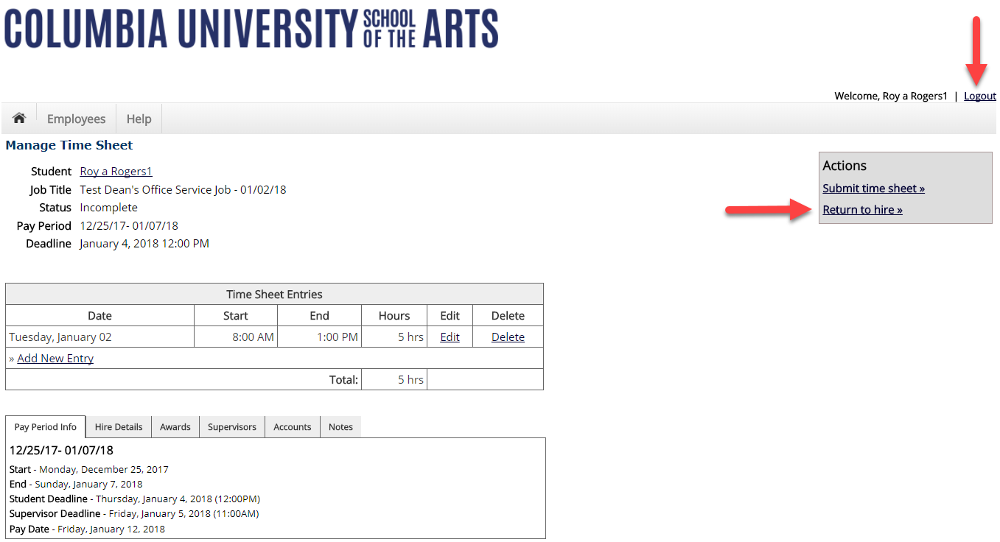 COLUMBIA UNIVERSITY SCHOOL OF THE ARTS
Welcome, Roy a Rogers1 | Logout
Employees Help
Manage Time Sheet
Student Roy a Rogers1
Job Title Test Dean's Office Service Job - 01/02/18
Status Incomplete
Pay Period 12/25/17- 01/07/18
Deadline January 4, 2018 12:00 PM
Actions
Submit time sheet »
Return to hire »
Time Sheet Entries
Date Start End Hours Edit Delete
Tuesday, January 02 8:00 AM 1:00 PM 5 hrs Edit Delete
» Add New Entry
Total: 5 hrs
Pay Period Info Hire Details Awards Supervisors Accounts Notes
12/25/17- 01/07/18
Start - Monday, December 25, 2017
End - Sunday, January 7, 2018
Student Deadline - Thursday, January 4, 2018 (12:00PM)
Supervisor Deadline - Friday, January 5, 2018 (11:00AM)
Pay Date - Friday, January 12, 2018